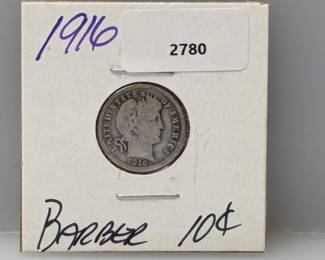 1916
2780
UNITED STATES OF AMERICA
1916
BARBER 10¢